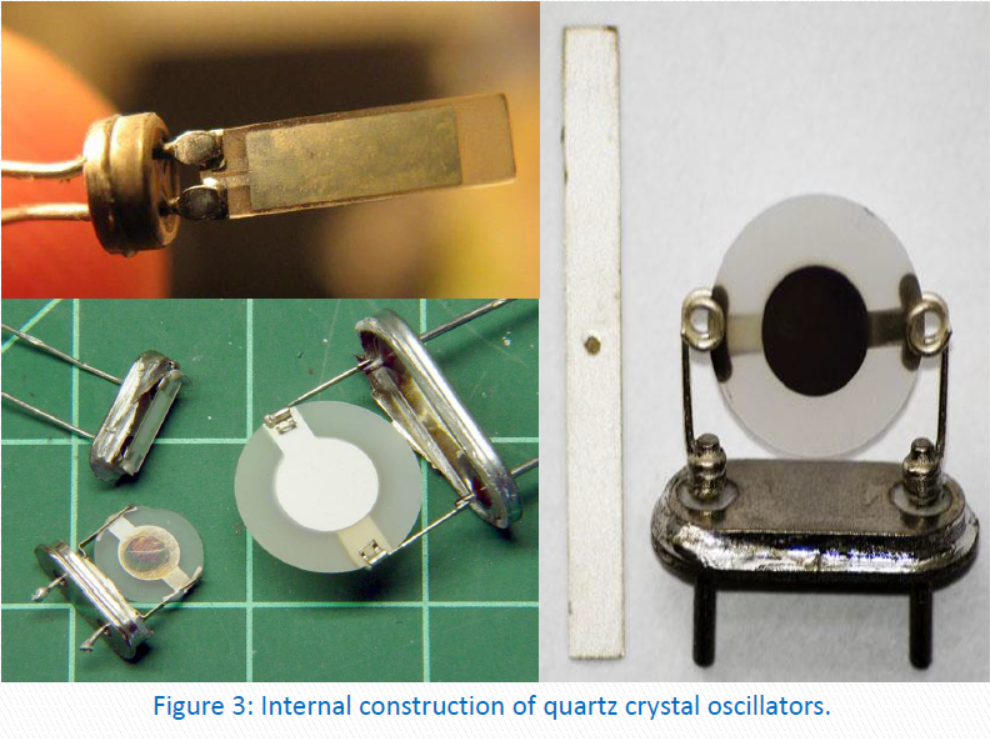 Figure 3: Internal construction of quartz crystal oscillators.